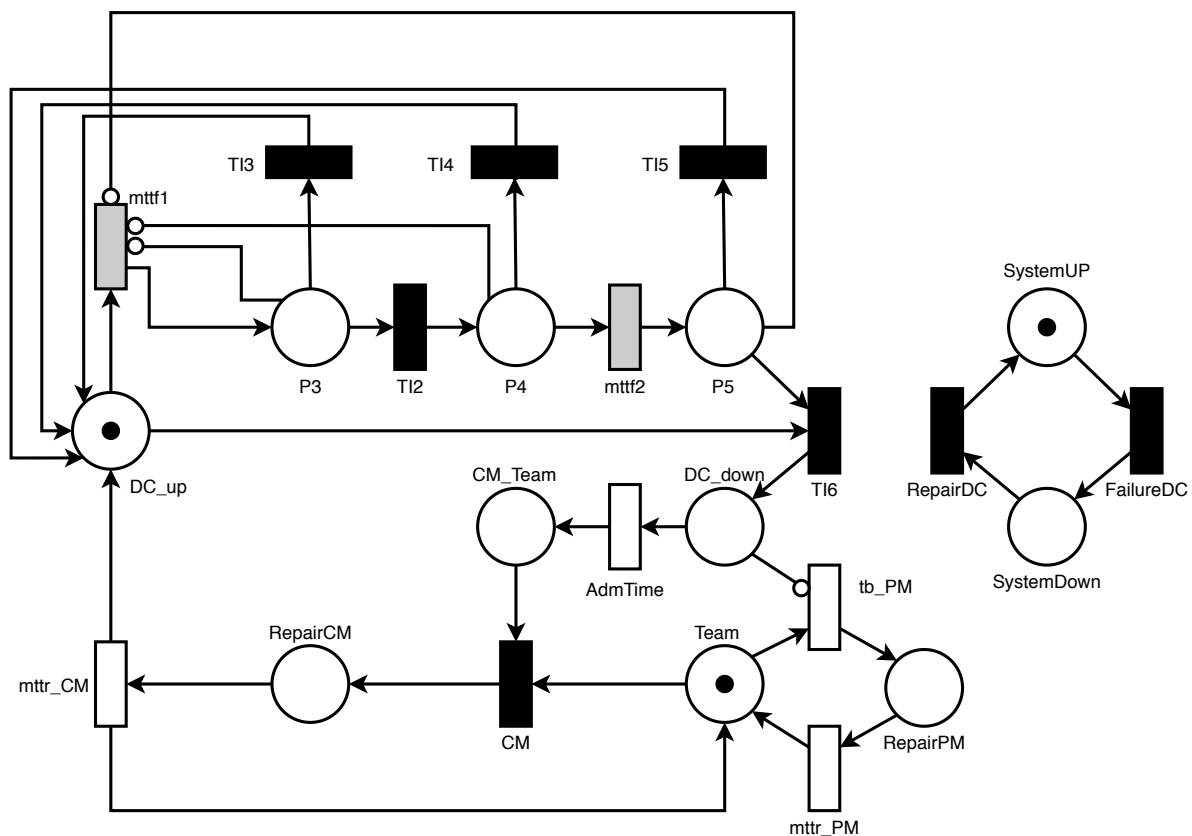 TI3
TI4
TI5
mttf1
SystemUP
P3
TI2
P4
mttf2
P5
DC_up
CM_Team
DC_down
TI6
RepairDC
FailureDC
AdmTime
tb_PM
SystemDown
RepairCM
Team
mttr_CM
CM
RepairPM
mttr_PM